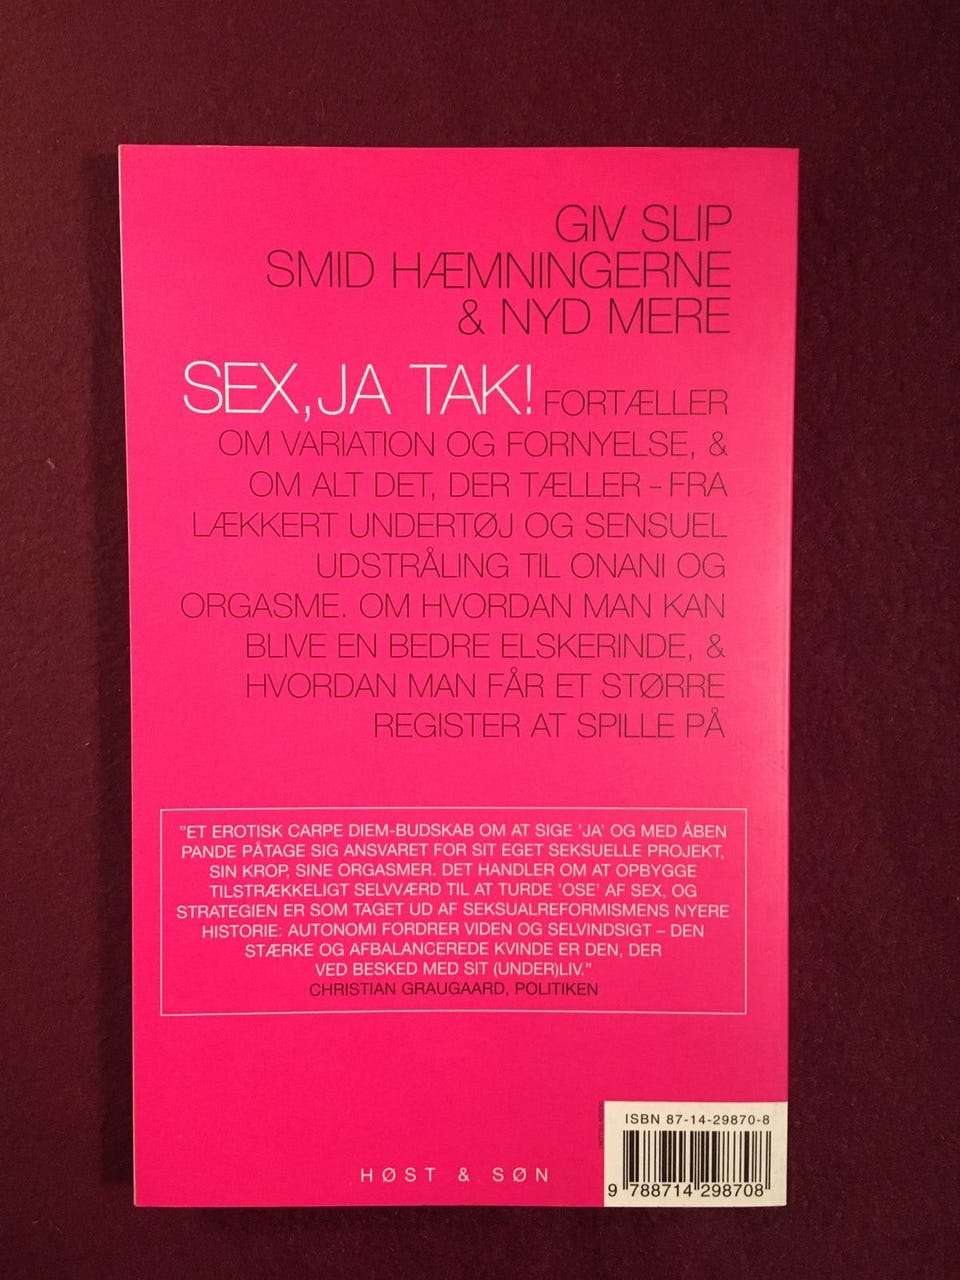 GIV SLIP
SMID HÆMNINGERNE
& NYD MERE
SEX, JA TAK! FORTÆLLER
OM VARIATION OG FORNYELSE, &
OM ALT DET, DER TÆLLER – FRA
LÆKKERT UNDERTØJ OG SENSUEL
UDSTRÅLING TIL ONANI OG
ORGASME. OM HVORDAN MAN KAN
BLIVE EN BEDRE ELSKERINDE, &
HVORDAN MAN FÅR ET STØRRE
REGISTER AT SPILLE PÅ
"ET EROTISK CARPE DIEM-BUDSKAB OM AT SIGE 'JA' OG MED ÅBEN
PANDE PÅTAGE SIG ANSVARET FOR SIT EGET SEKSUELLE PROJEKT,
SIN KROP, SINE ORGASMER. DET HANDLER OM AT OPBYGGE
TILSTRÆKKELIGT SELVVÆRD TIL AT TURDE 'OSE' AF SEX, OG
STRATEGIEN ER SOM TAGET UD AF SEKSUALREFORMISMENS NYERE
HISTORIE: AUTONOMI FORDRER VIDEN OG SELVINDSIGT – DEN
STÆRKE OG AFBALANCEREDE KVINDE ER DEN, DER
VED BESKED MED SIT (UNDER)LIV."
CHRISTIAN GRAUGAARD, POLITIKEN
ISBN 87-14-29870-8
9 788714 298708
HØST & SØN